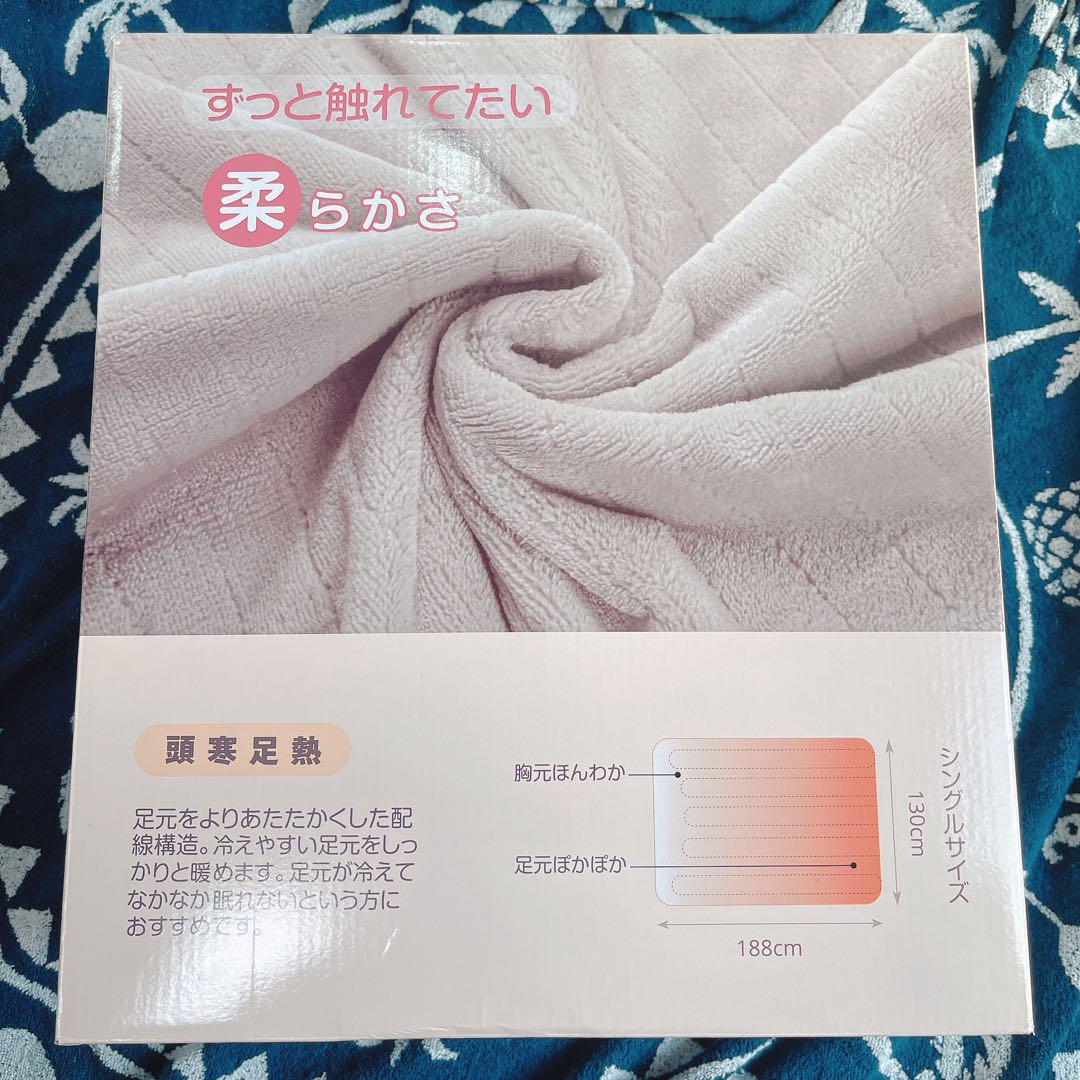 ずっと触れてたい
柔らかさ
頭寒足熱
足元をよりあたたかくした配
線構造。冷えやすい足元をしっ
かりと暖めます。足元が冷えて
なかなか眠れないという方に
おすすめです。
胸元ほんわか
足元ぽかぽか
188cm
130cm
シングルサイズ